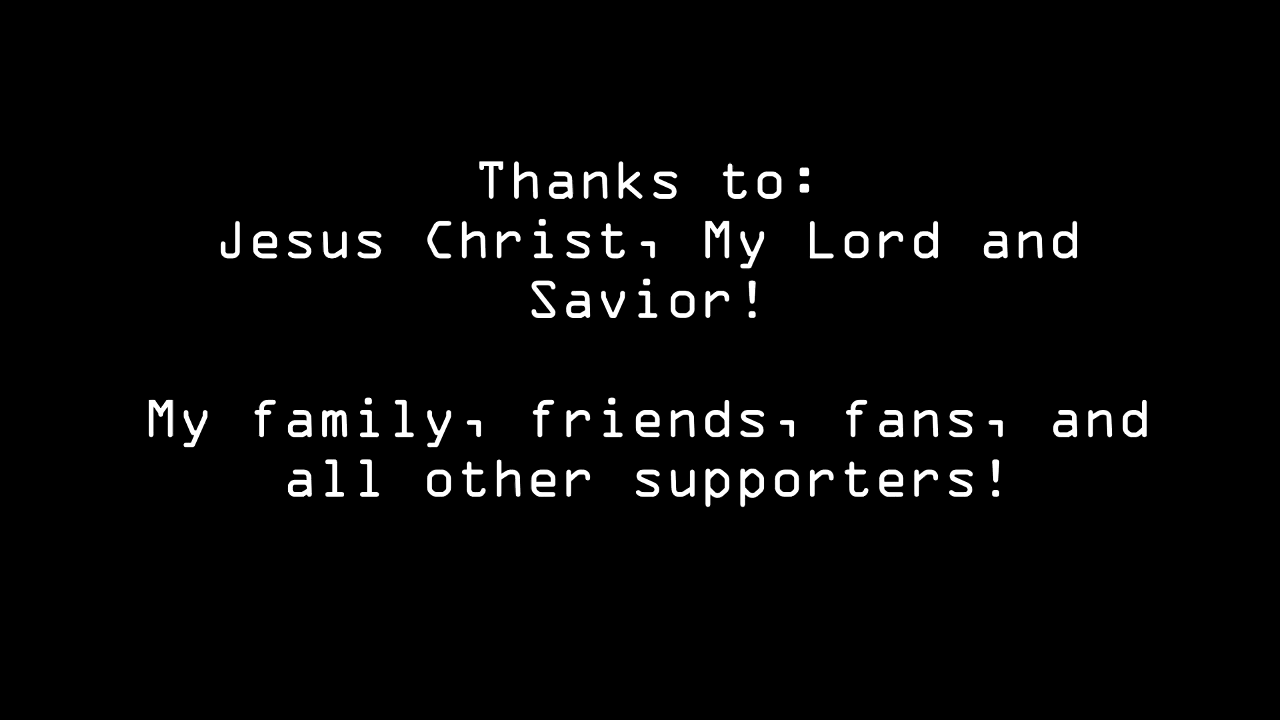 Thanks to:
Jesus Christ, My Lord and
Savior!
My family, friends, fans, and
all other supporters!